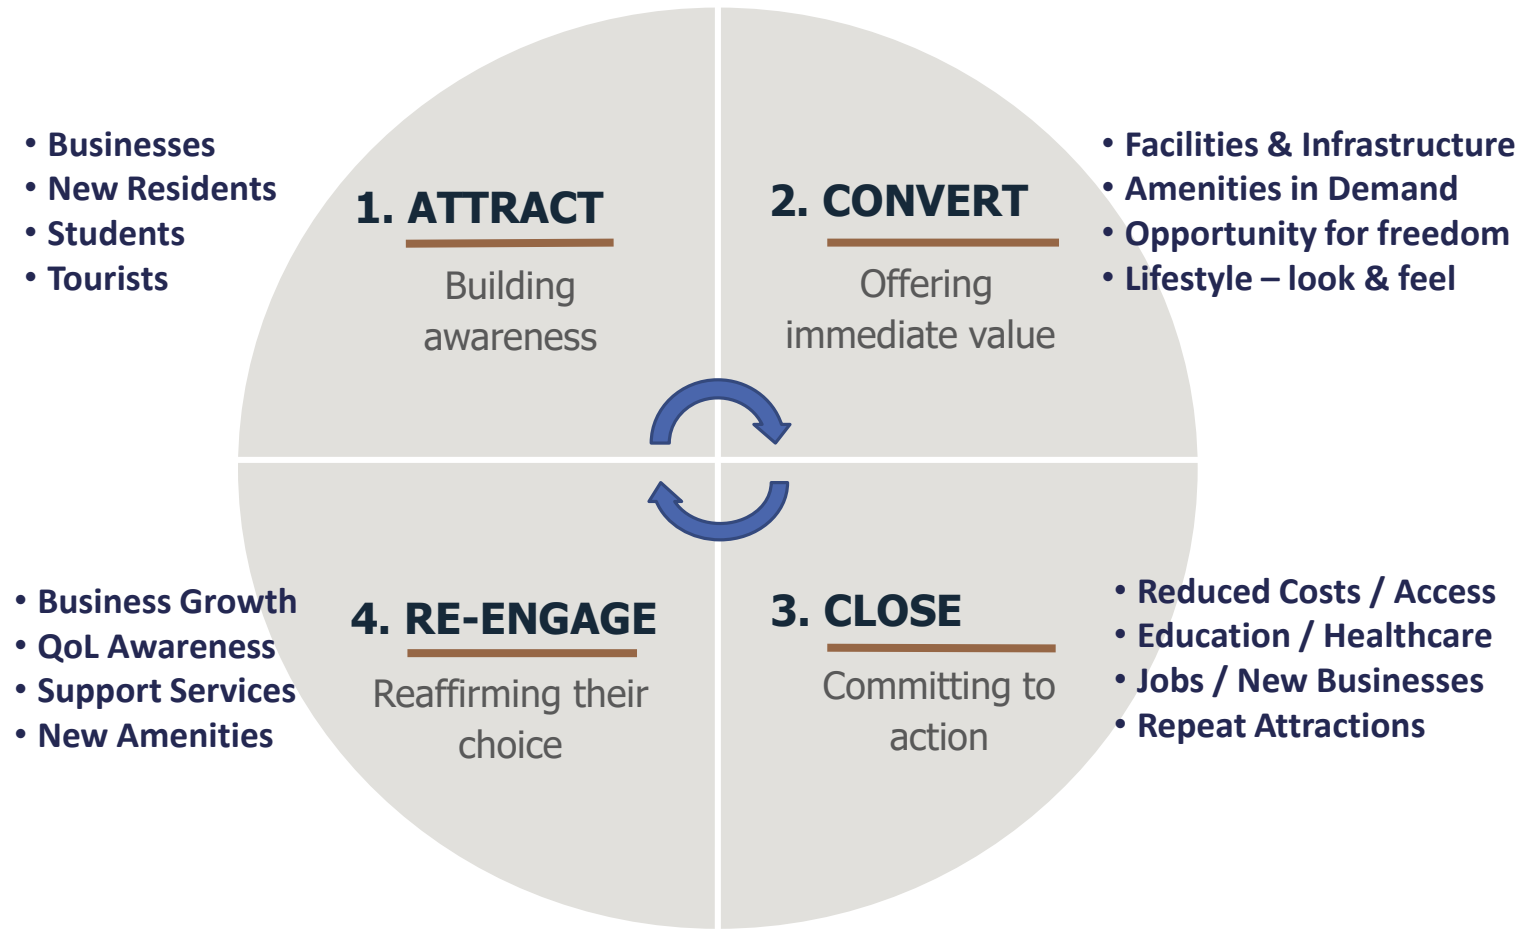 • Businesses
• New Residents
• Students
• Tourists
1. ATTRACT
Building
awareness
2. CONVERT
Offering
immediate value
• Facilities & Infrastructure
• Amenities in Demand
• Opportunity for freedom
• Lifestyle – look & feel
• Business Growth
• QoL Awareness
• Support Services
• New Amenities
4. RE-ENGAGE
Reaffirming their
choice
3. CLOSE
Committing to
action
• Reduced Costs / Access
• Education / Healthcare
• Jobs / New Businesses
• Repeat Attractions